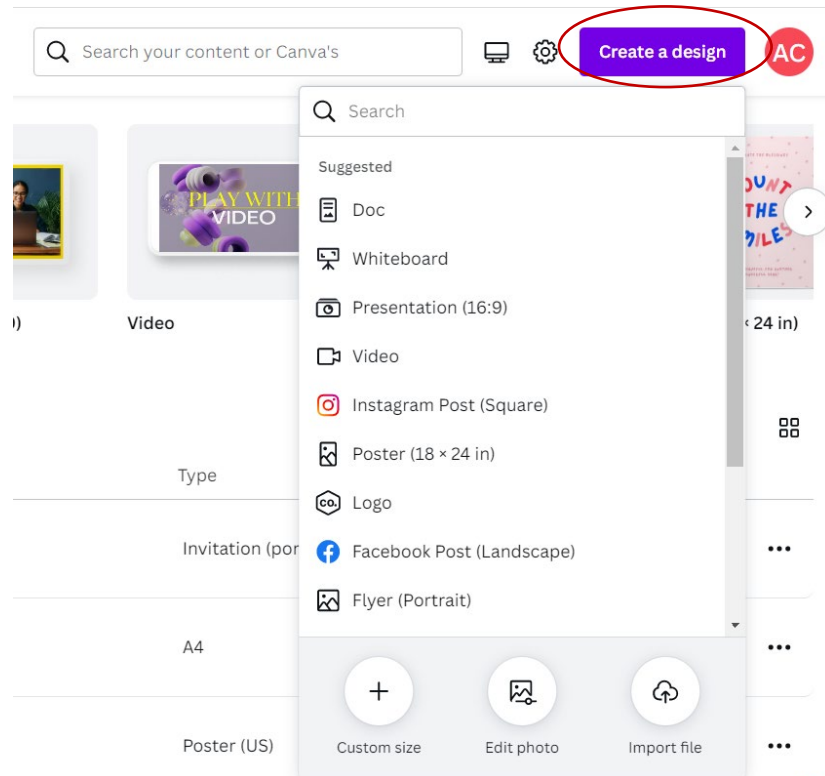 Search your content or Canva's
Create a design
AC
Search
Suggested
Doc
Whiteboard
Presentation (16:9)
Video
Instagram Post (Square)
Poster (18 × 24 in)
CO. Logo
Facebook Post (Landscape)
Flyer (Portrait)
Custom size
Edit photo
Import file
PLAY WITH
VIDEO
THE
Video
24 in)
Type
Invitation (por
A4
Poster (US)